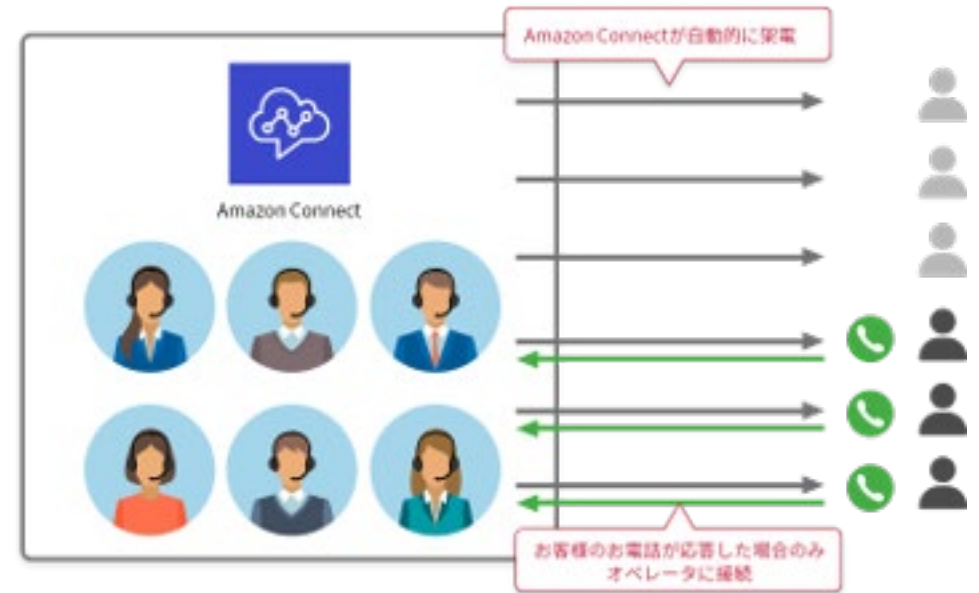 Amazon Connectが自動的に架電
Amazon Connect
お客様のお電話が応答した場合のみ
オペレータに接続